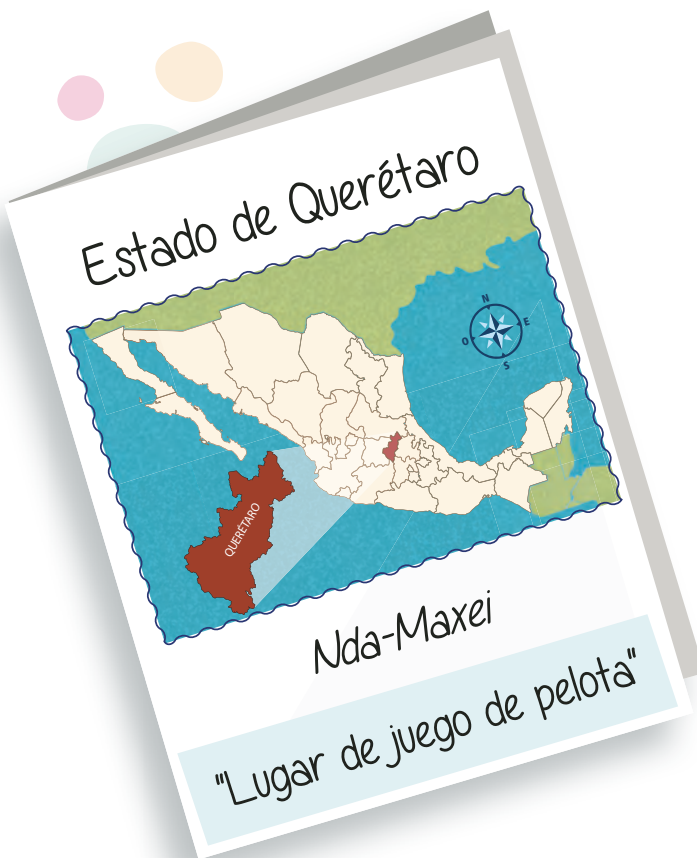 Estado de Querétaro
N
E
O
S
QUERÉTARO
Nda-Maxei
"Lugar de juego de pelota"